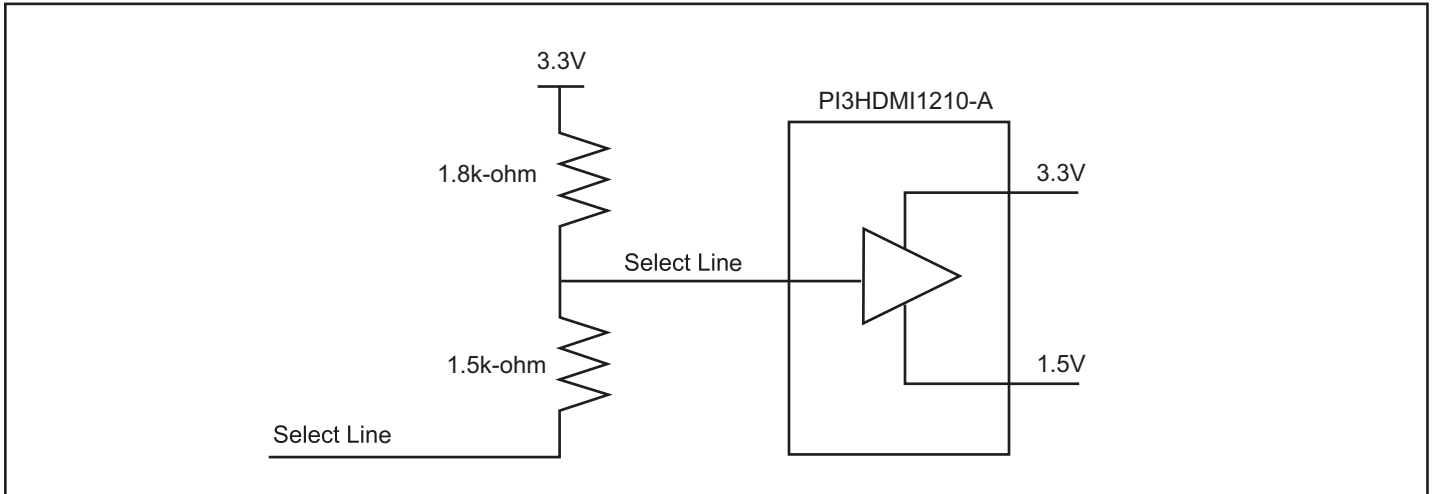 3.3V
PI3HDMI1210-A
1.8k-ohm
3.3V
Select Line
1.5k-ohm
1.5V
Select Line